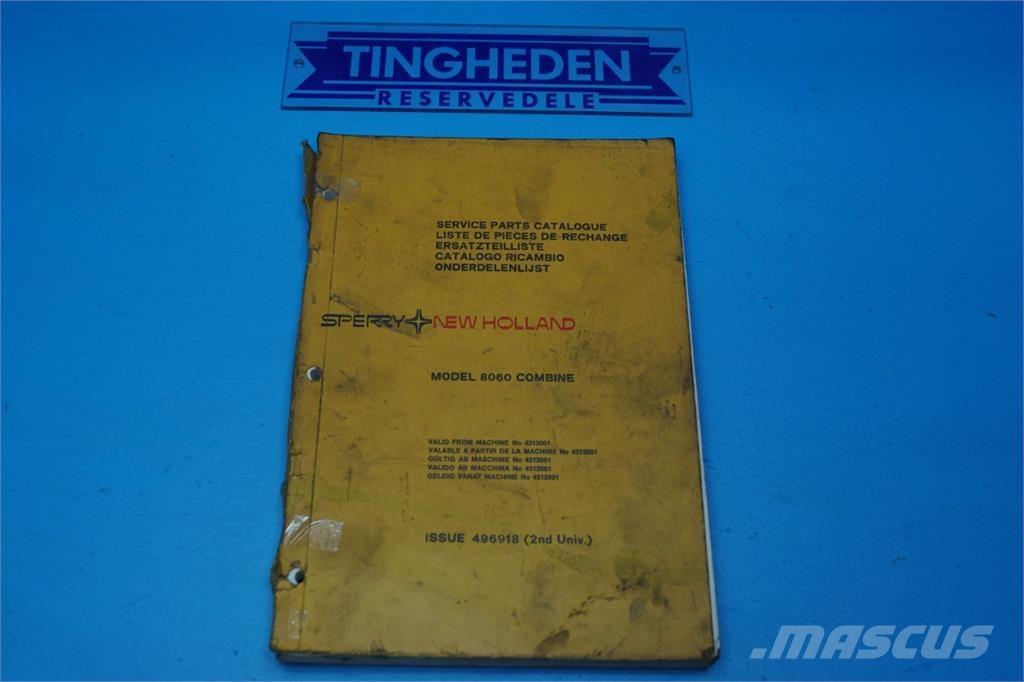 TINGHEDEN
RESERVEDELE
SERVICE PARTS CATALOGUE
LISTE DE PIÈCES DE RECHANGE
ERSATZTEILLISTE
CATALOGO RICAMBIO
ONDERDELENLIJST
SPERRY NEW HOLLAND
MODEL 8060 COMBINE
VALID FROM MACHINE No 4313001
VALABLE A PARTIR DE LA MACHINE No 4313001
GÜLTIG AB MASCHINE No 4313001
VALIDO AB MACCHINA No 4313001
GELDIG VANAF MACHINE No 4313001
ISSUE 496918 (2nd Univ.)
.MASCUS